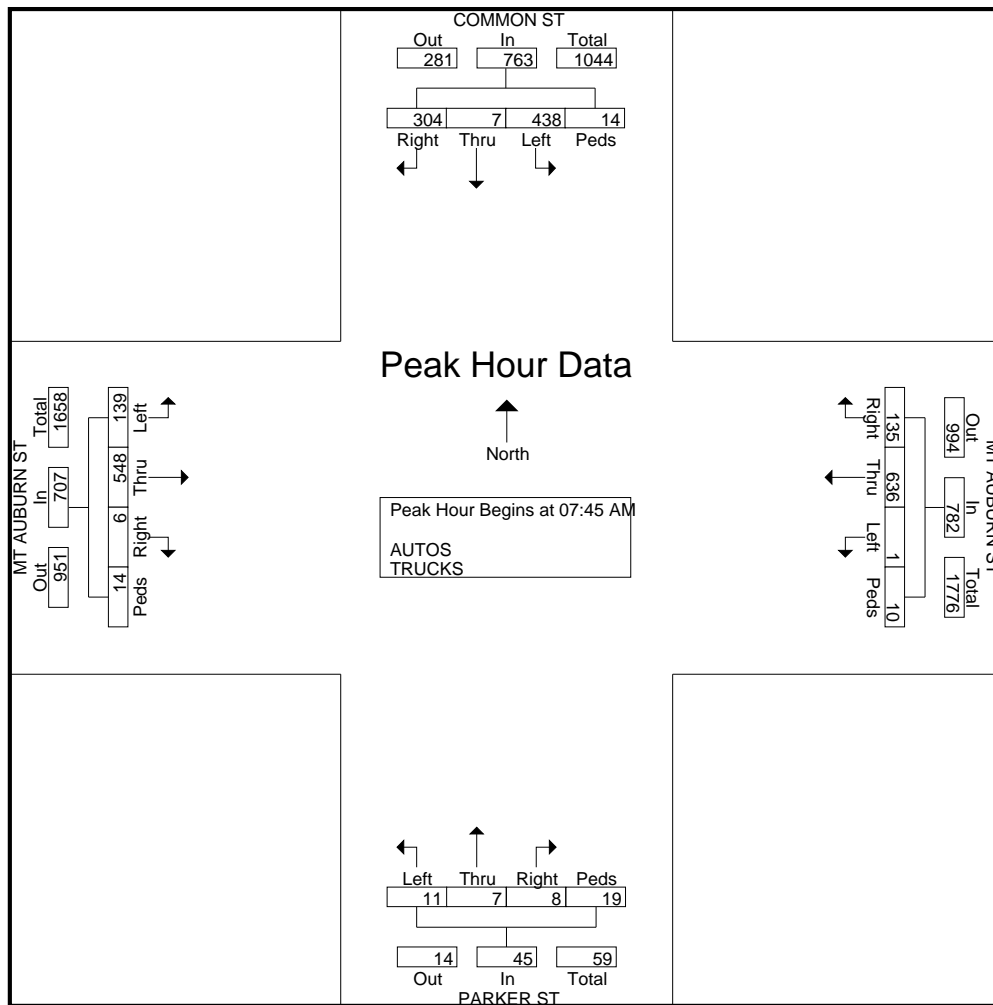 COMMON ST
Out In Total
281 763 1044
304 7 438 14
Right Thru Left Peds
Peak Hour Data
North
Peak Hour Begins at 07:45 AM
AUTOS
TRUCKS
MT AUBURN ST
Out In Total
951 707 1658
14 6 548 139
Peds Right Thru Left
MT AUBURN ST
Out In Total
994 782 1776
135 636 1 10
Right Thru Left Peds
Left Thru Right Peds
11 7 8 19
14 45 59
Out In Total
PARKER ST